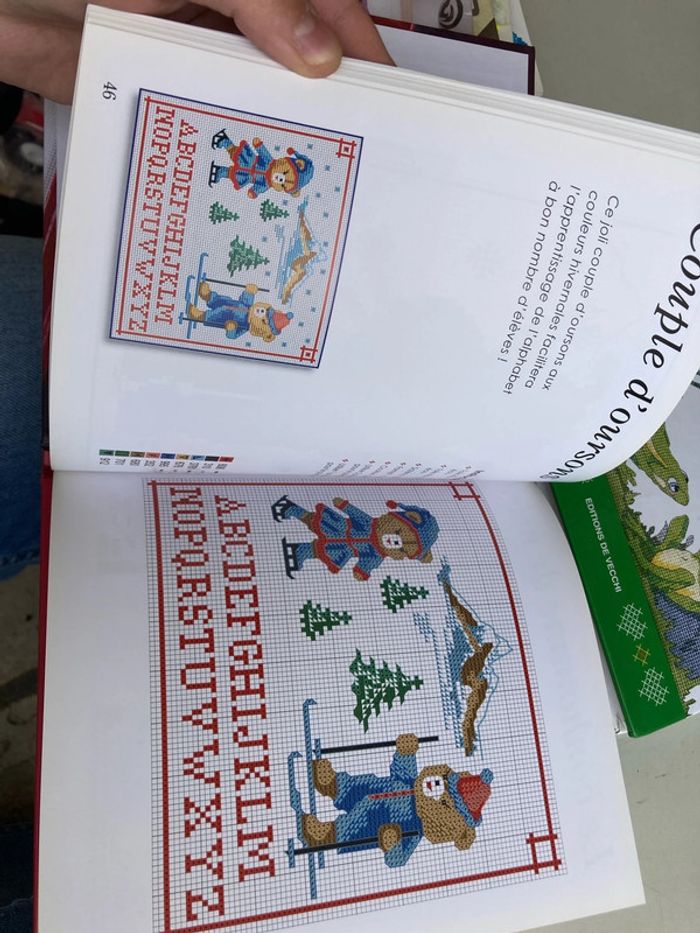 Couple d'oursons
Ce joli couple d'oursons aux
couleurs hivernales facilitera
l'apprentissage de l'alphabet
à bon nombre d'élèves !
ABCDEFGHIJKLM
NOPQRSTUVWXYZ
46
ABCDEFGHIJKLM
NOPQRSTUVWXYZ
EDITIONS DE VECCHI